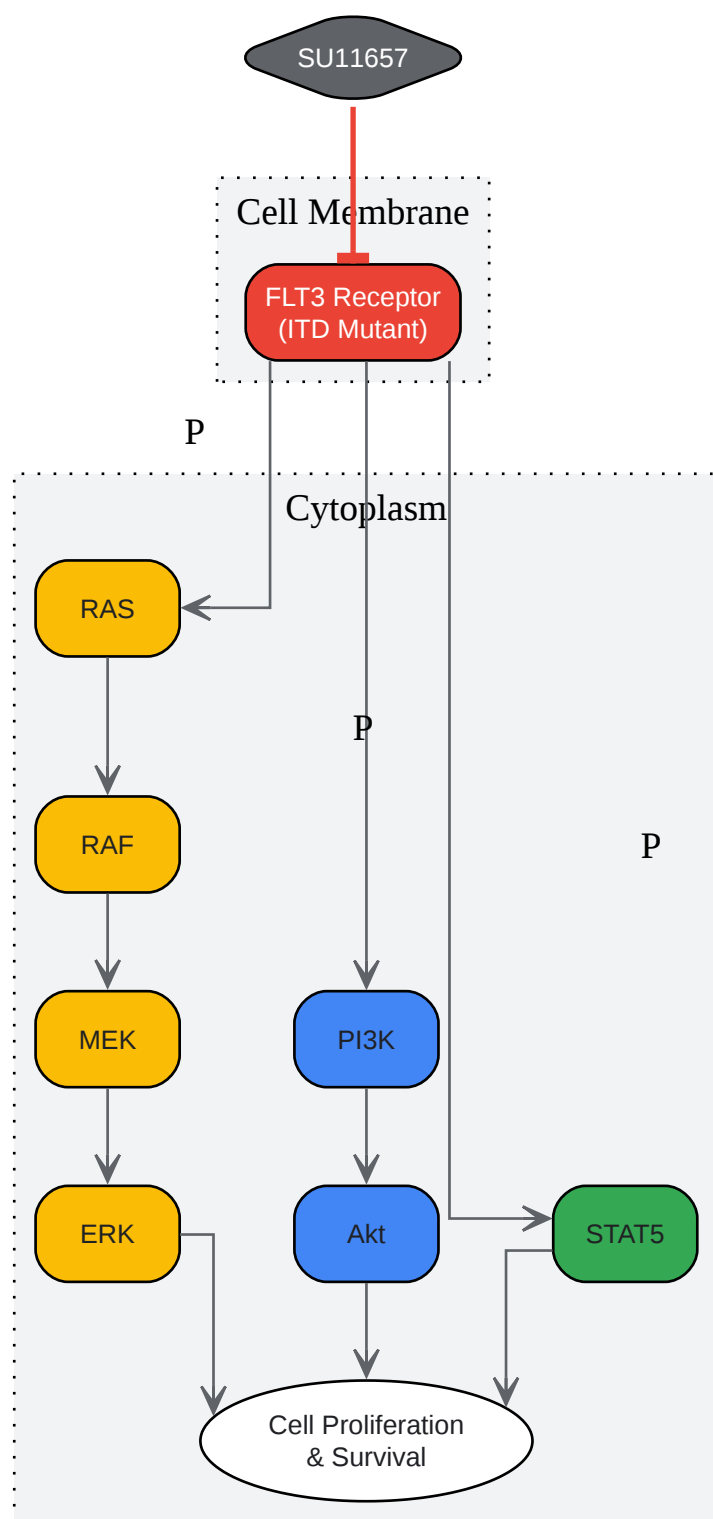 SU11657
Cell Membrane
FLT3 Receptor
(ITD Mutant)
P
Cytoplasm
RAS
P
RAF
P
MEK
PI3K
ERK
Akt
STAT5
Cell Proliferation
& Survival